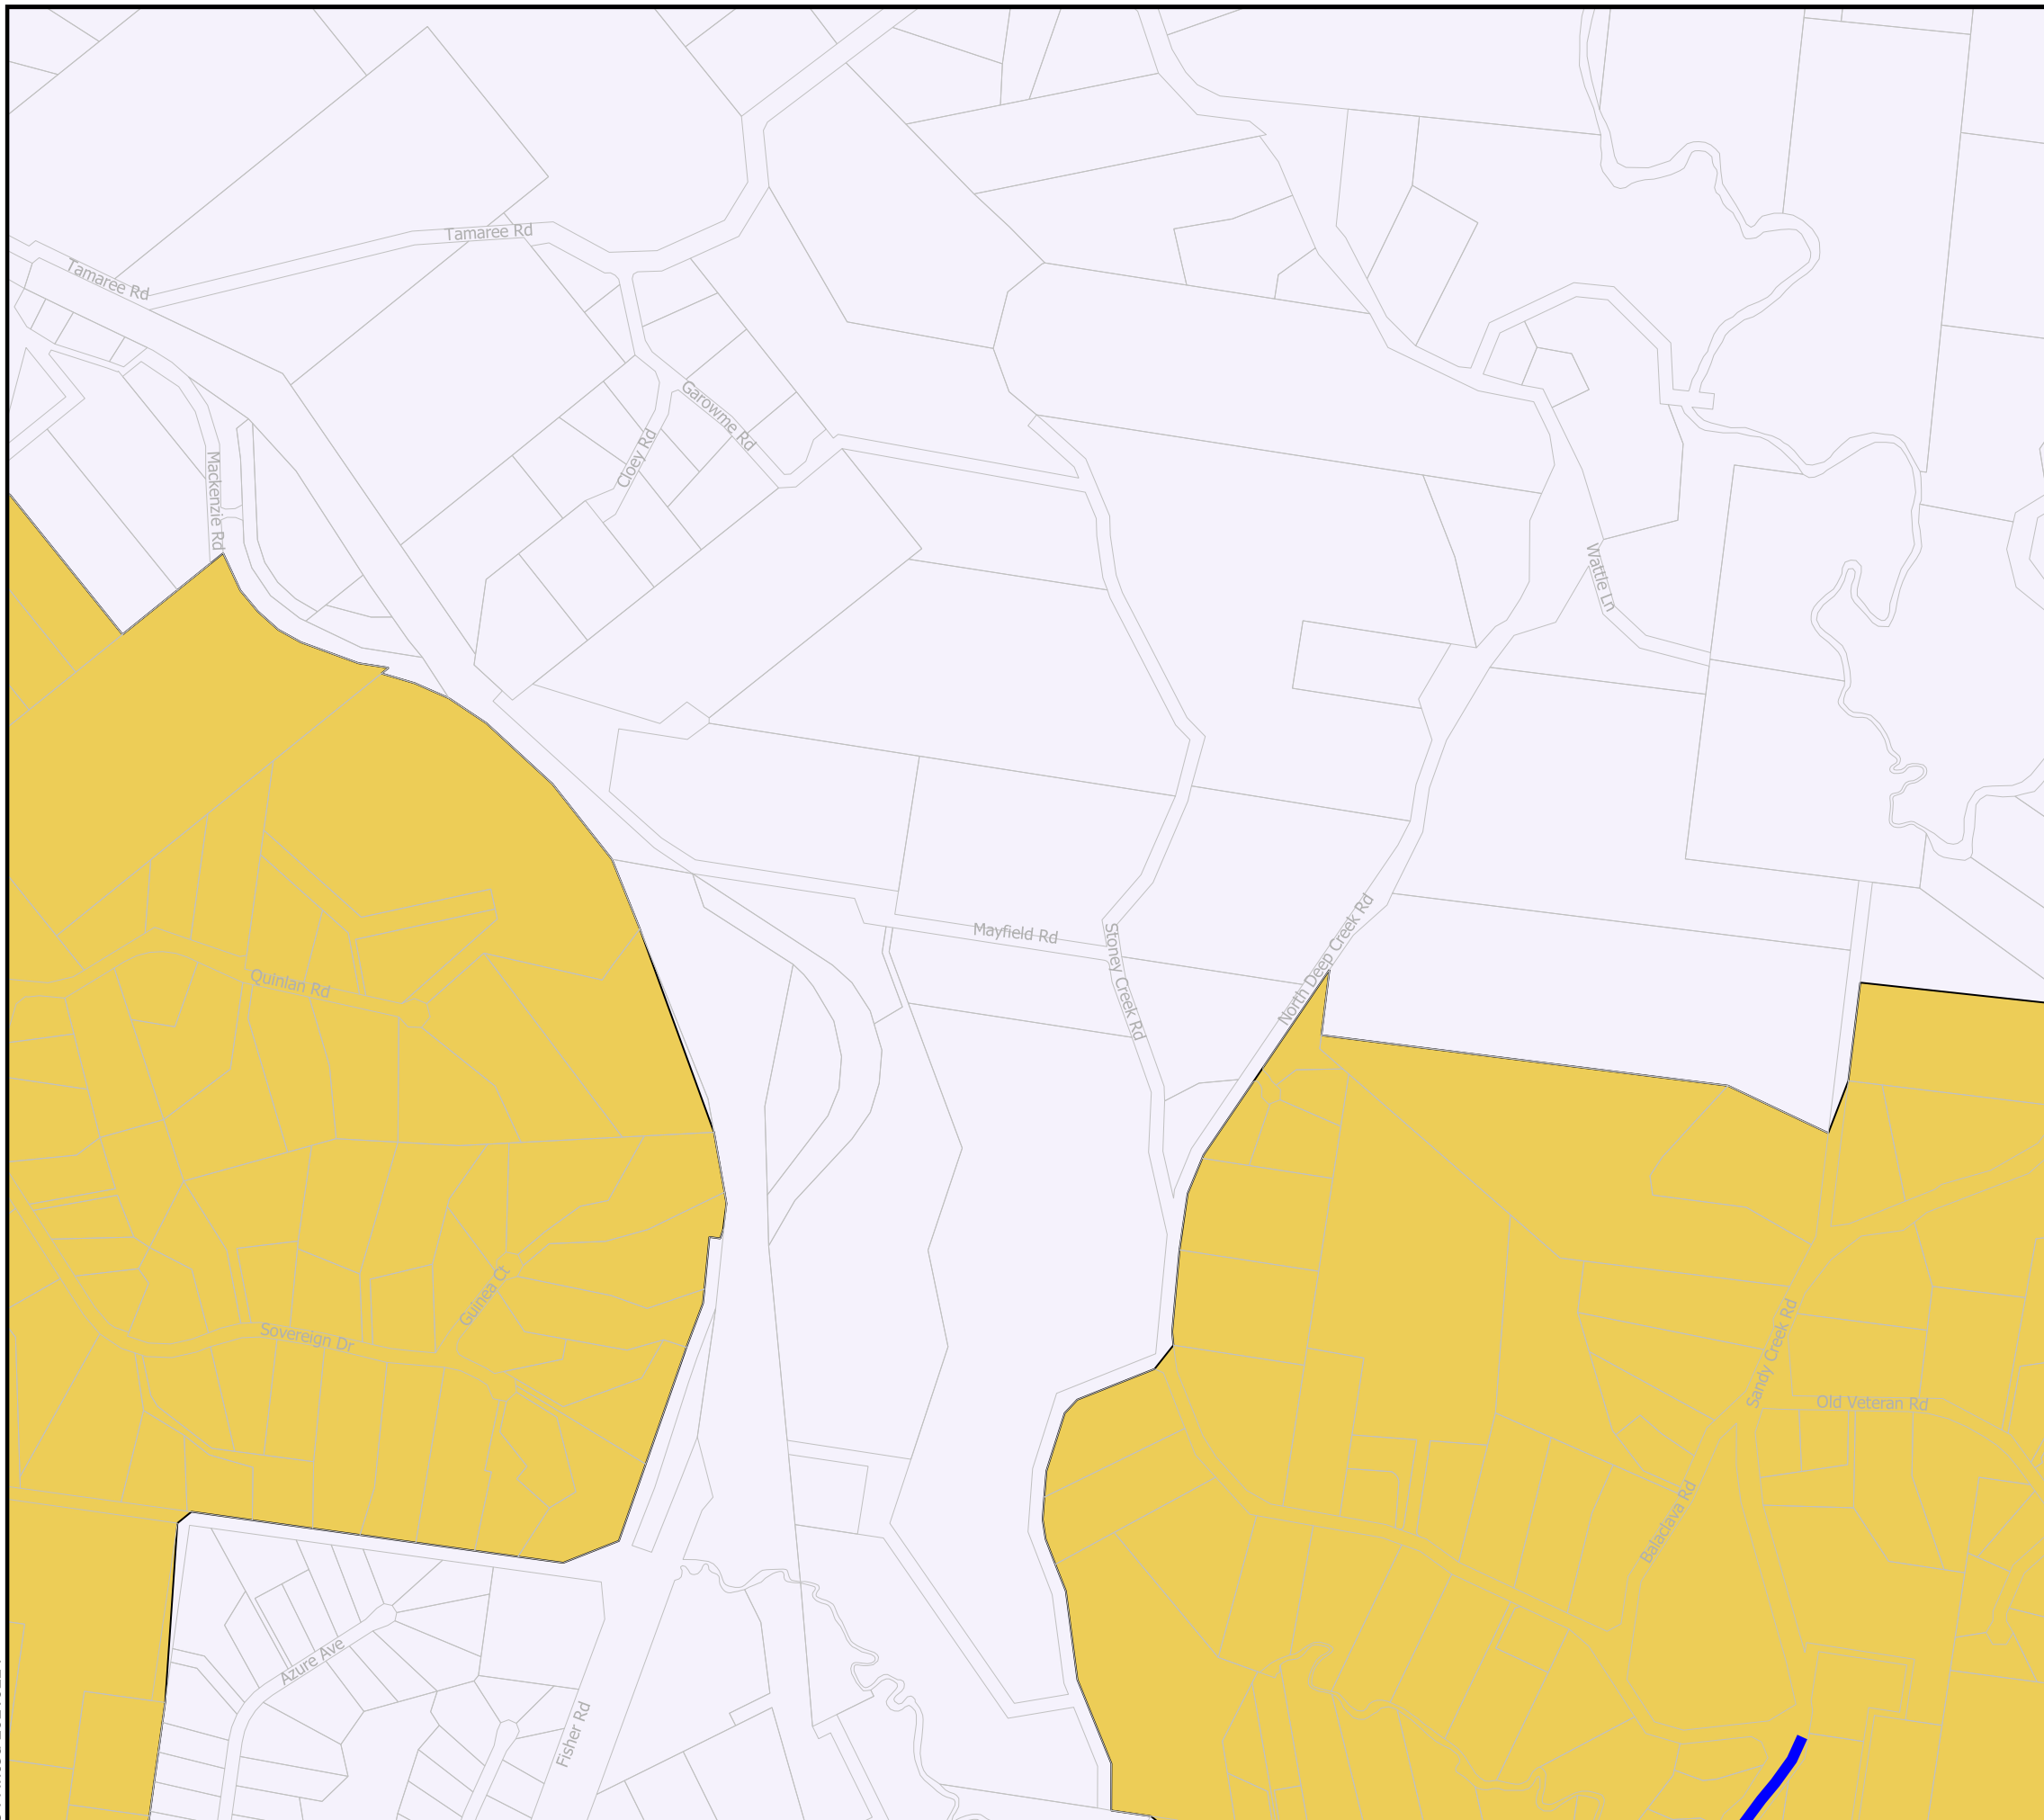 Tamaree Rd
Tamaree Rd
Garowme Rd
Cloey Rd
Mackenzie Rd
Wattle Ln
Mayfield Rd
Stoney Creek Rd
North Deep Creek Rd
Quinlan Rd
Guinea Ct
Sovereign Dr
Sandy Creek Rd
Old Veteran Rd
Balaclava Rd
Azure Ave
Fisher Rd